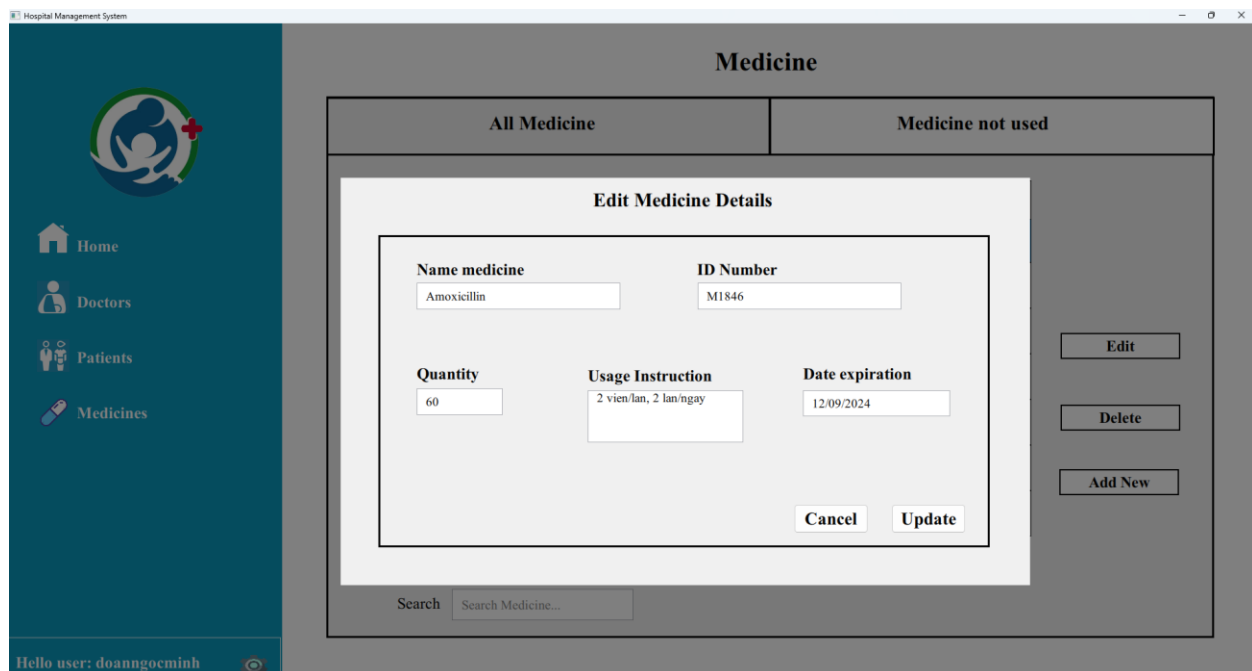 Hospital Management System
Medicine
All Medicine
Medicine not used
Home
Doctors
Patients
Medicines
Edit Medicine Details
Name medicine
ID Number
Amoxicillin
M1846
Quantity
Usage Instruction
Date expiration
60
2 vien/lan, 2 lan/ngay
12/09/2024
Cancel
Update
Edit
Delete
Add New
Search
Search Medicine...
Hello user: doanngocminh